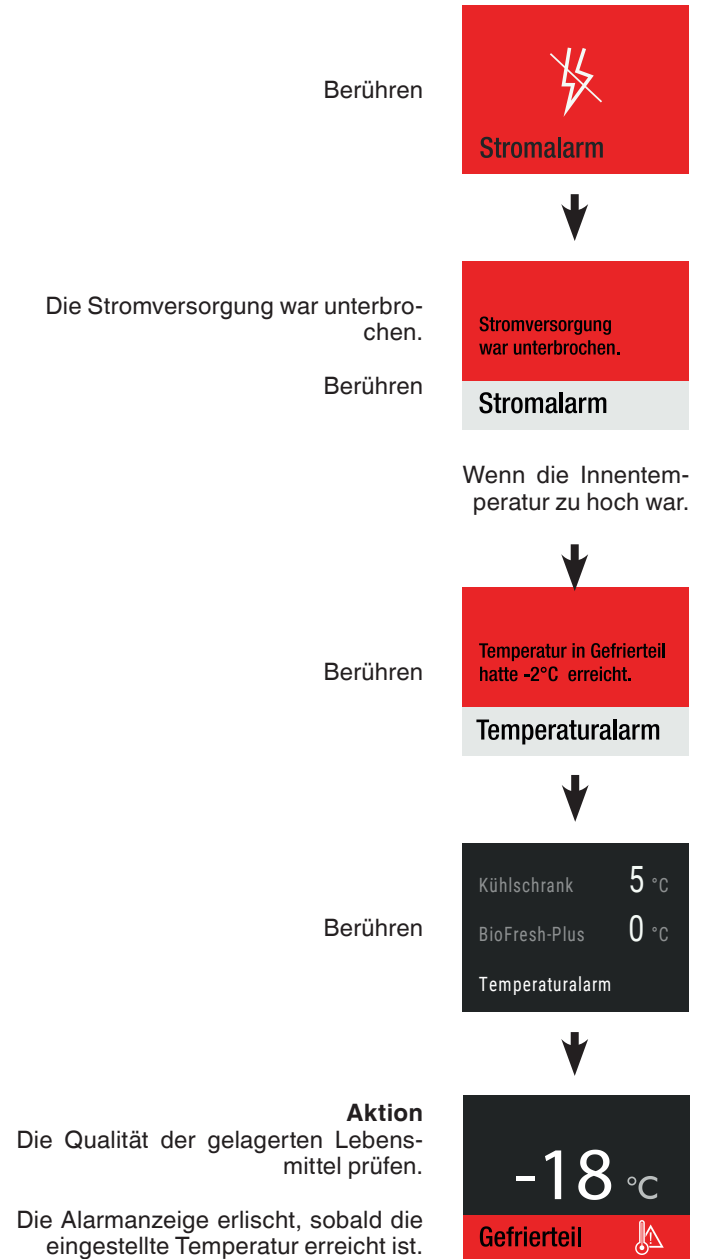 Berühren
Stromalarm
Die Stromversorgung war unterbro-
chen.
Berühren
Stromversorgung
war unterbrochen.
Stromalarm
Wenn die Innentem-
peratur zu hoch war.
Berühren
Temperatur in Gefrierteil
hatte -2°C erreicht.
Temperaturalarm
Berühren
Kühlschrank 5 °C
BioFresh-Plus 0 °C
Temperaturalarm
Aktion
Die Qualität der gelagerten Lebens-
mittel prüfen.
Die Alarmanzeige erlischt, sobald die
eingestellte Temperatur erreicht ist.
-18 °C
Gefrierteil